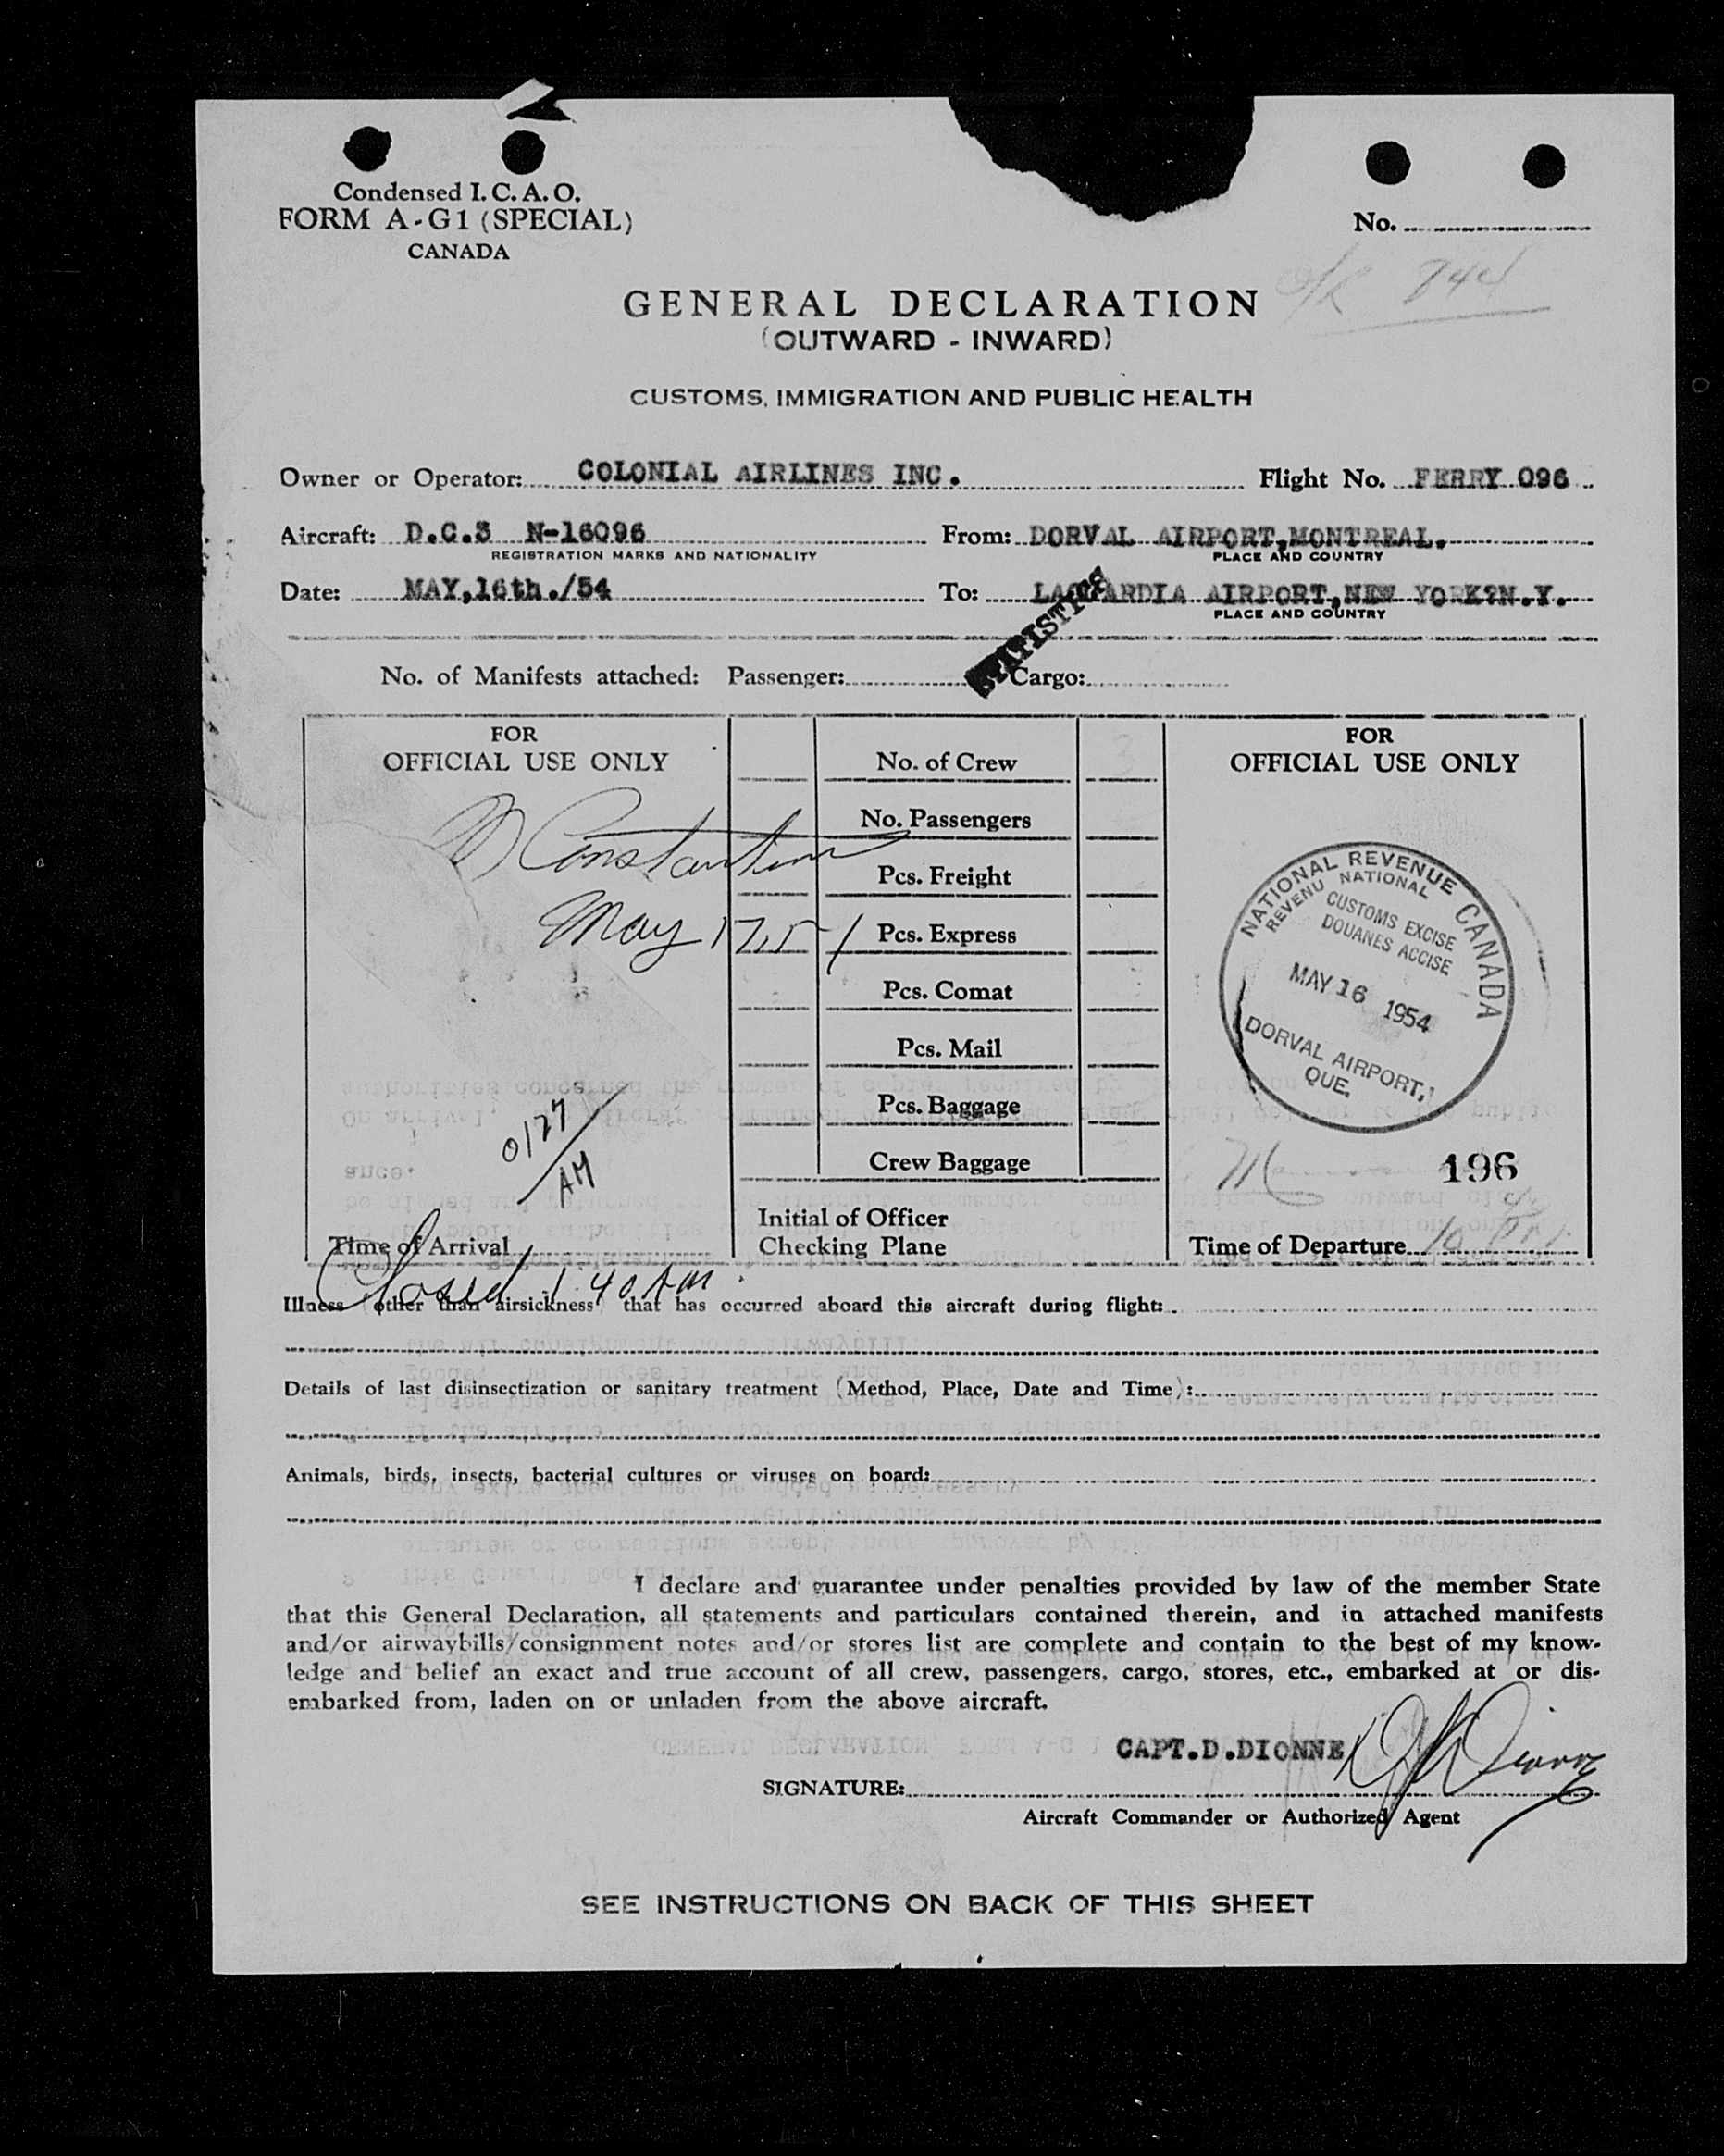 Condensed I.C.A.O.
FORM A-G1 (SPECIAL)
CANADA
No.
O/R 844
GENERAL DECLARATION
(OUTWARD - INWARD)
CUSTOMS, IMMIGRATION AND PUBLIC HEALTH
Owner or Operator: COLONIAL AIRLINES INC. Flight No. FERRY 096
Aircraft: D.C.3 N-16096 From: DORVAL AIRPORT,MONTREAL.
REGISTRATION MARKS AND NATIONALITY PLACE AND COUNTRY
Date: MAY,16th./54 To: LAGUARDIA AIRPORT,NEW YORK?N.Y.
PLACE AND COUNTRY
STATISTICS
No. of Manifests attached: Passenger: Cargo:
FOR
OFFICIAL USE ONLY
Constantine
May 17,
0127
AM
Time of Arrival
Closed 1:40 AM
No. of Crew 3
No. Passengers
Pcs. Freight
Pcs. Express
Pcs. Comat
Pcs. Mail
Pcs. Baggage
Crew Baggage
Initial of Officer
Checking Plane
FOR
OFFICIAL USE ONLY
NATIONAL REVENUE CANADA
REVENU NATIONAL
CUSTOMS EXCISE
DOUANES ACCISE
MAY 16 1954
DORVAL AIRPORT,
QUE.
196
Time of Departure 10
Illness (other than airsickness) that has occurred aboard this aircraft during flight:
Details of last disinsectization or sanitary treatment (Method, Place, Date and Time):
Animals, birds, insects, bacterial cultures or viruses on board:
I declare and guarantee under penalties provided by law of the member State
that this General Declaration, all statements and particulars contained therein, and in attached manifests
and/or airwaybills/consignment notes and/or stores list are complete and contain to the best of my know-
ledge and belief an exact and true account of all crew, passengers, cargo, stores, etc., embarked at or dis-
embarked from, laden on or unladen from the above aircraft.
CAPT.D.DIONNE Dionne
SIGNATURE:
Aircraft Commander or Authorized Agent
SEE INSTRUCTIONS ON BACK OF THIS SHEET